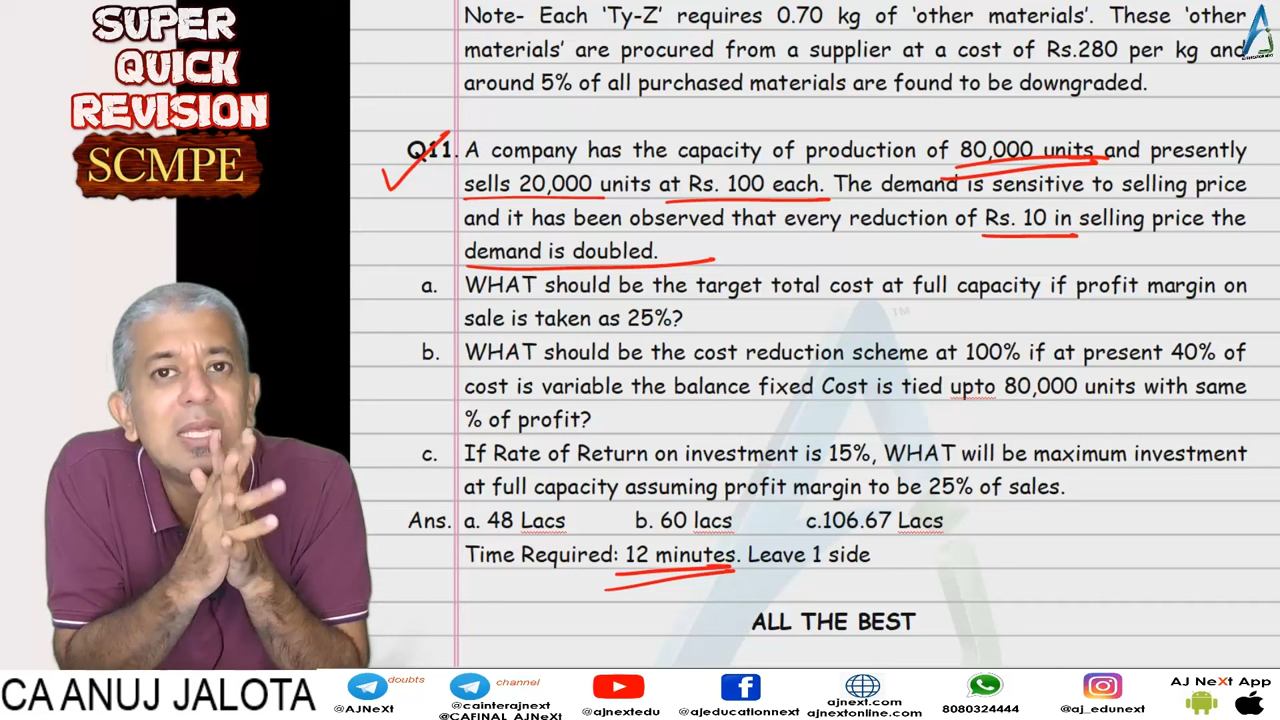 SUPER
QUICK
REVISION
SCMPE
Note- Each ‘Ty-Z’ requires 0.70 kg of ‘other materials’. These ‘other
materials’ are procured from a supplier at a cost of Rs.280 per kg and
around 5% of all purchased materials are found to be downgraded.
Q11. A company has the capacity of production of 80,000 units and presently
sells 20,000 units at Rs. 100 each. The demand is sensitive to selling price
and it has been observed that every reduction of Rs. 10 in selling price the
demand is doubled.
a. WHAT should be the target total cost at full capacity if profit margin on
sale is taken as 25%?
b. WHAT should be the cost reduction scheme at 100% if at present 40% of
cost is variable the balance fixed Cost is tied upto 80,000 units with same
% of profit?
c. If Rate of Return on investment is 15%, WHAT will be maximum investment
at full capacity assuming profit margin to be 25% of sales.
Ans. a. 48 Lacs b. 60 lacs c.106.67 Lacs
Time Required: 12 minutes. Leave 1 side
ALL THE BEST
TM
CA ANUJ JALOTA
doubts
@AJNeXt
channel
@cainterajnext
@CAFINAL_AJNeXt
@ajnextedu
@ajeducationnext
ajnext.com
ajnextonline.com
8080324444
@aj_edunext
AJ NeXt App